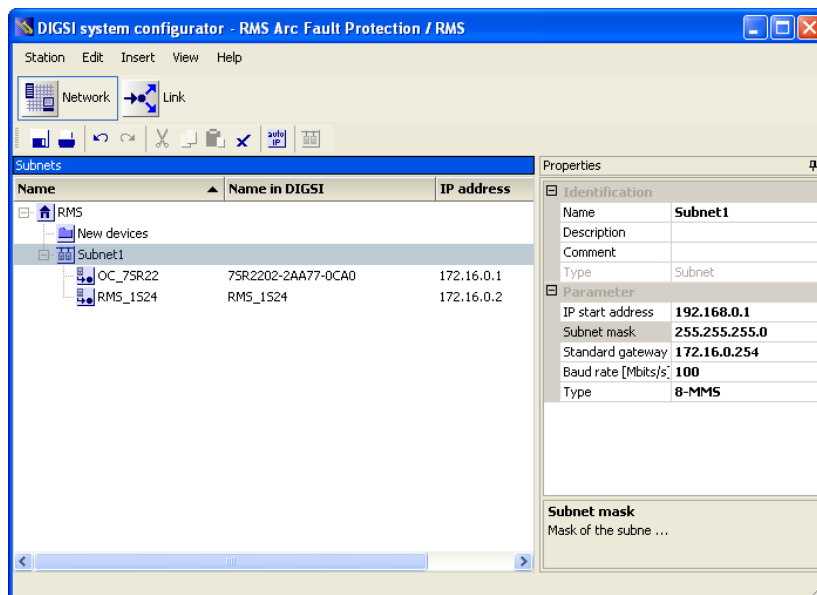 DIGSI system configurator - RMS Arc Fault Protection / RMS
Station Edit Insert View Help
Network Link
auto IP
Subnets
Name Name in DIGSI IP address
RMS
New devices
Subnet1
OC_7SR22 7SR2202-2AA77-0CA0 172.16.0.1
RMS_1S24 RMS_1S24 172.16.0.2
Properties
Identification
Name Subnet1
Description
Comment
Type Subnet
Parameter
IP start address 192.168.0.1
Subnet mask 255.255.255.0
Standard gateway 172.16.0.254
Baud rate [Mbits/s] 100
Type 8-MMS
Subnet mask
Mask of the subne ...